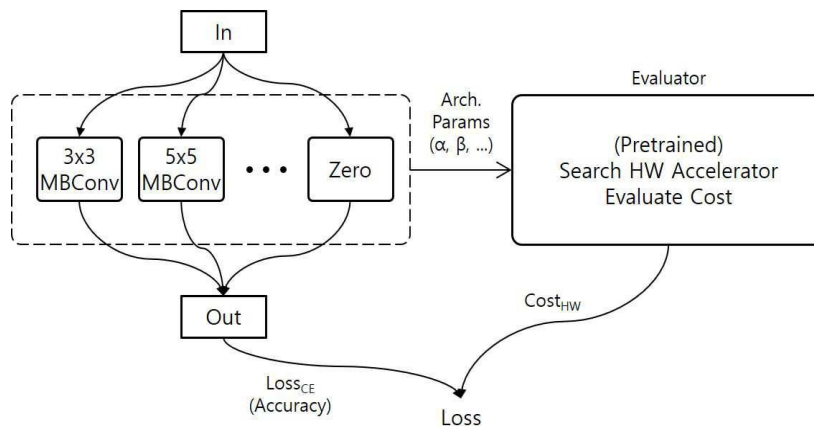 In
3x3
MBConv
5x5
MBConv
• • •
Zero
Out
Arch.
Params
(α, β, ...)
Evaluator
(Pretrained)
Search HW Accelerator
Evaluate Cost
Cost_HW
Loss_CE
(Accuracy)
Loss